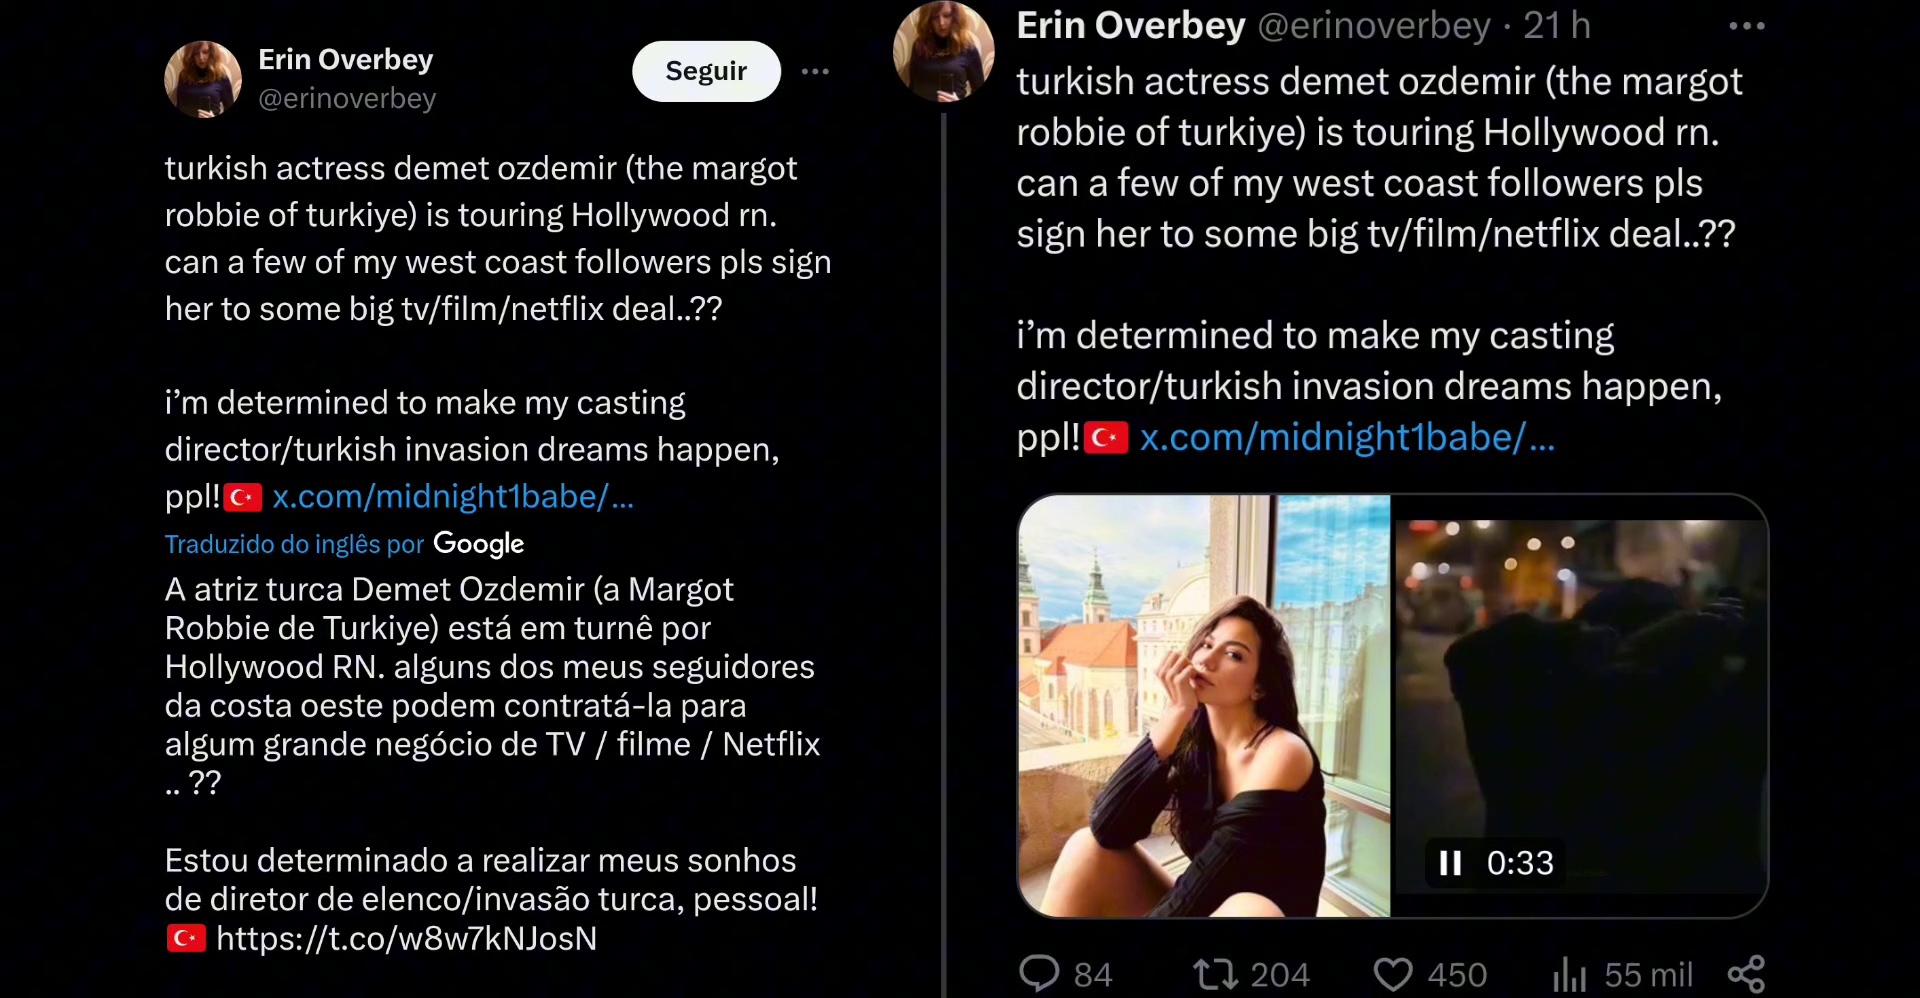 Erin Overbey
@erinoverbey
Seguir
turkish actress demet ozdemir (the margot
robbie of turkiye) is touring Hollywood rn.
can a few of my west coast followers pls sign
her to some big tv/film/netflix deal..??
i’m determined to make my casting
director/turkish invasion dreams happen,
ppl!🇹🇷 x.com/midnight1babe/…
Traduzido do inglês por Google
A atriz turca Demet Ozdemir (a Margot
Robbie de Turkiye) está em turnê por
Hollywood RN. alguns dos meus seguidores
da costa oeste podem contratá-la para
algum grande negócio de TV / filme / Netflix
.. ??
Estou determinado a realizar meus sonhos
de diretor de elenco/invasão turca, pessoal!
🇹🇷 https://t.co/w8w7kNJosN
Erin Overbey @erinoverbey · 21 h
turkish actress demet ozdemir (the margot
robbie of turkiye) is touring Hollywood rn.
can a few of my west coast followers pls
sign her to some big tv/film/netflix deal..??
i’m determined to make my casting
director/turkish invasion dreams happen,
ppl!🇹🇷 x.com/midnight1babe/…
0:33
84 204 450 55 mil